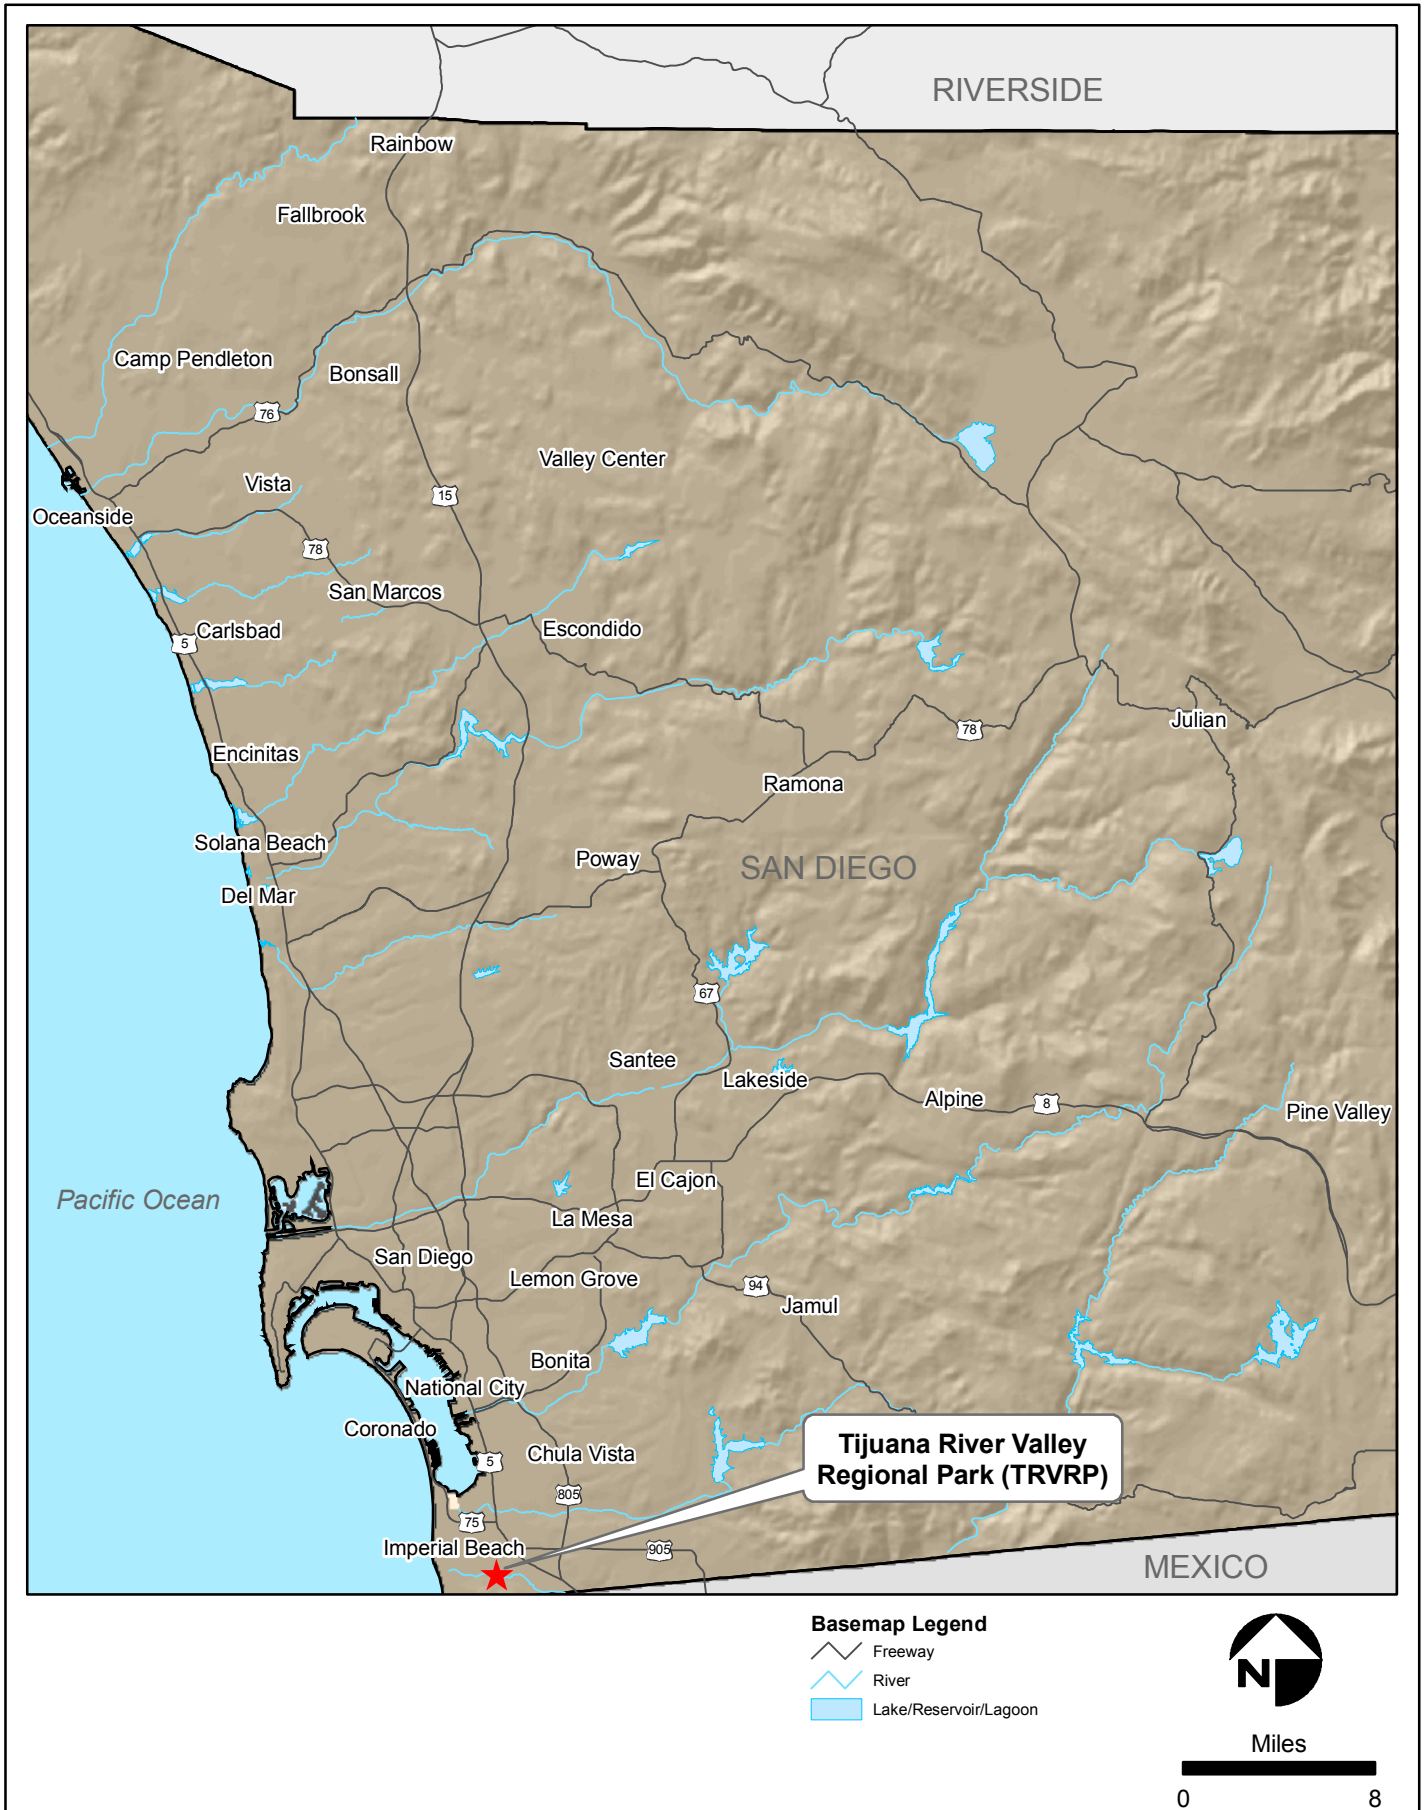 RIVERSIDE
Rainbow
Fallbrook
Camp Pendleton
Bonsall
76
Valley Center
Vista
15
Oceanside
78
San Marcos
Escondido
Carlsbad
5
Julian
78
Encinitas
Ramona
Solana Beach
Poway
SAN DIEGO
Del Mar
67
Santee
Lakeside
Alpine
8
Pine Valley
El Cajon
Pacific Ocean
La Mesa
San Diego
Lemon Grove
94
Jamul
Bonita
National City
Coronado
Tijuana River Valley
Regional Park (TRVRP)
Chula Vista
5
805
75
Imperial Beach
905
MEXICO
Basemap Legend
Freeway
River
Lake/Reservoir/Lagoon
N
Miles
0 8